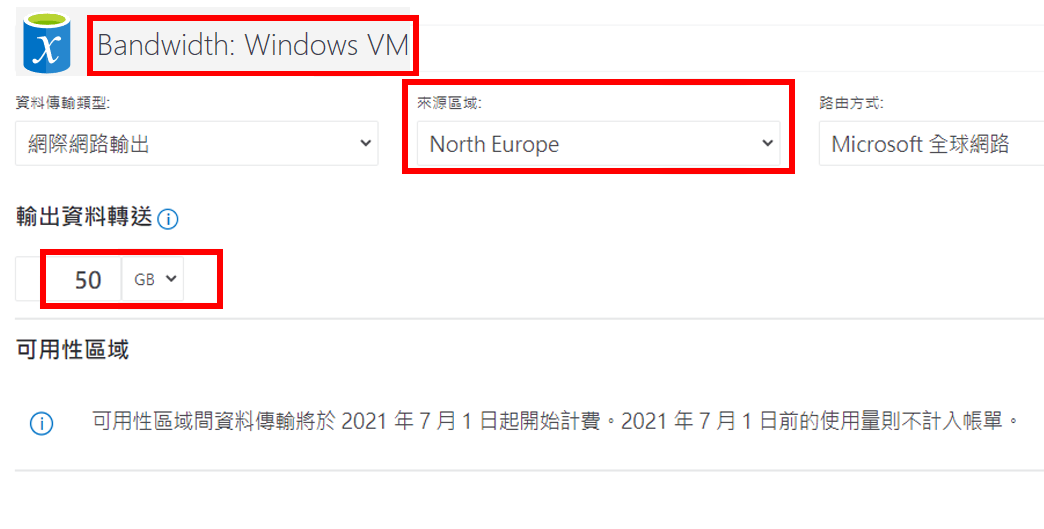 Bandwidth: Windows VM
資料傳輸類型:
來源區域:
路由方式:
網際網路輸出
North Europe
Microsoft 全球網路
輸出資料轉送
50 GB
可用性區域
可用性區域間資料傳輸將於 2021 年 7 月 1 日起開始計費。2021 年 7 月 1 日前的使用量則不計入帳單。